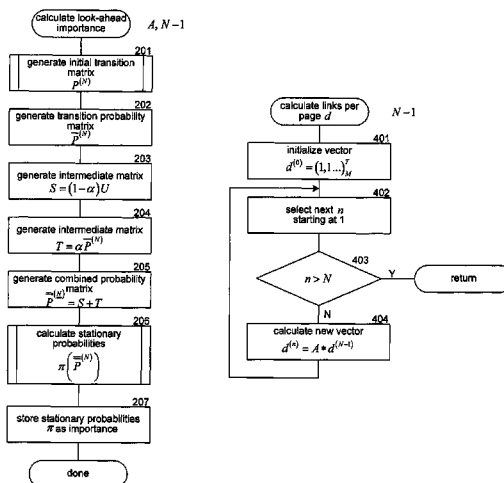 calculate look-ahead
importance
A, N-1
201
generate initial transition
matrix
P^(N)
202
generate transition probability
matrix
P̅^(N)
203
generate intermediate matrix
S = (1-α)U
204
generate intermediate matrix
T = αP̅^(N)
205
generate combined probability
matrix
P̿^(N) = S + T
206
calculate stationary
probabilities
π(P̿^(N))
207
store stationary probabilities
π as importance
done
calculate links per
page d
N-1
401
initialize vector
d^(0) = (1,1...)^T_M
402
select next n
starting at 1
403
n > N
Y
return
N
404
calculate new vector
d^(n) = A * d^(N-1)